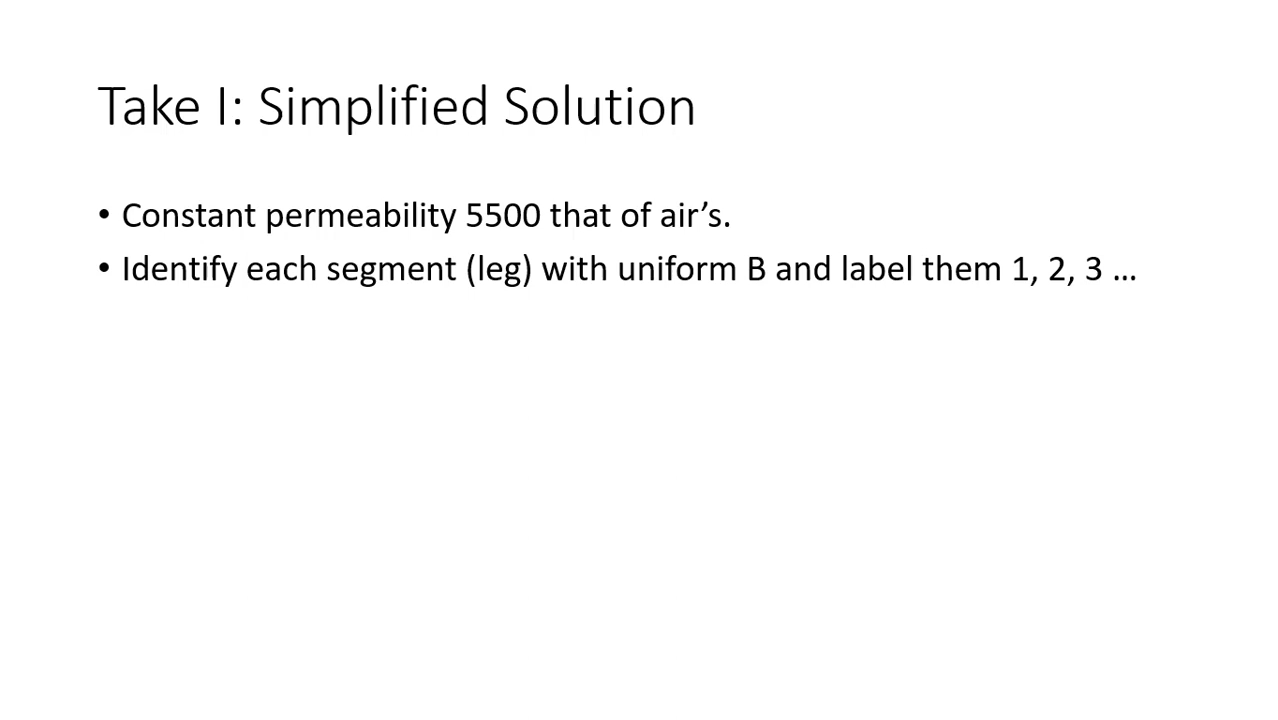 Take I: Simplified Solution
• Constant permeability 5500 that of air’s.
• Identify each segment (leg) with uniform B and label them 1, 2, 3 …